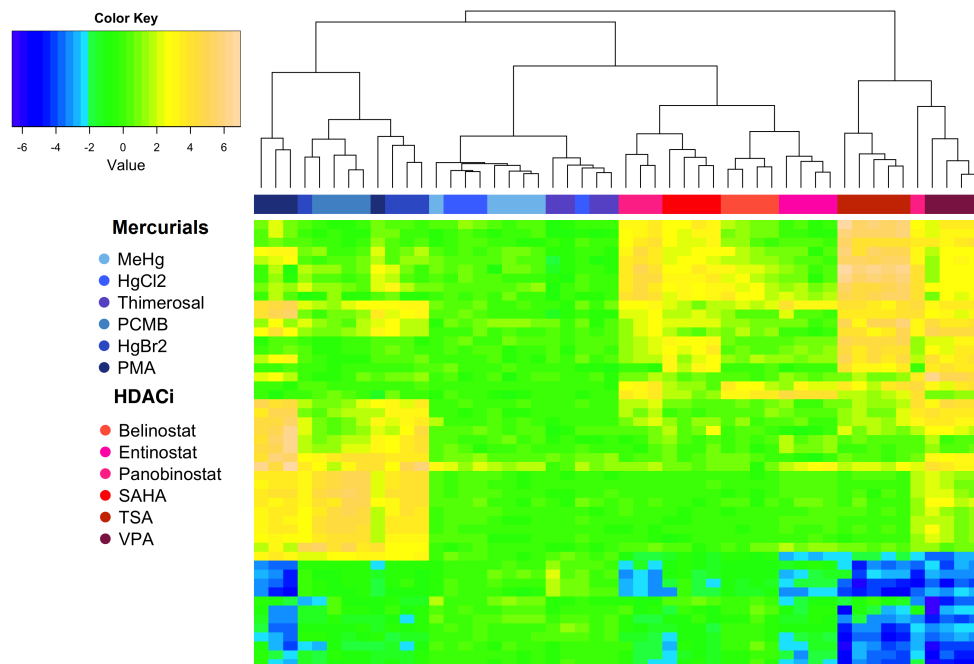 Color Key
-6 -4 -2 0 2 4 6
Value
Mercurials
MeHg
HgCl2
Thimerosal
PCMB
HgBr2
PMA
HDACi
Belinostat
Entinostat
Panobinostat
SAHA
TSA
VPA